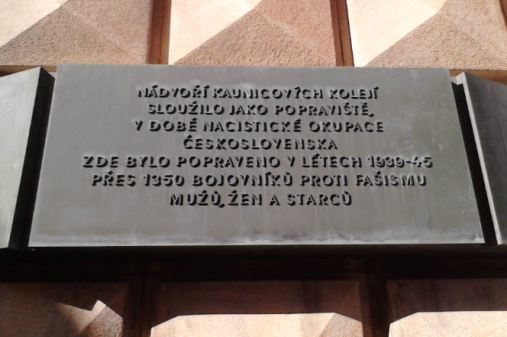 NÁDVOŘÍ KAUNICOVÝCH KOLEJÍ
SLOUŽILO JAKO POPRAVIŠTĚ,
V DOBĚ NACISTICKÉ OKUPACE
ČESKOSLOVENSKA
ZDE BYLO POPRAVENO V LÉTECH 1939-45
PŘES 1350 BOJOVNÍKŮ PROTI FAŠISMU
MUŽŮ, ŽEN A STARCŮ